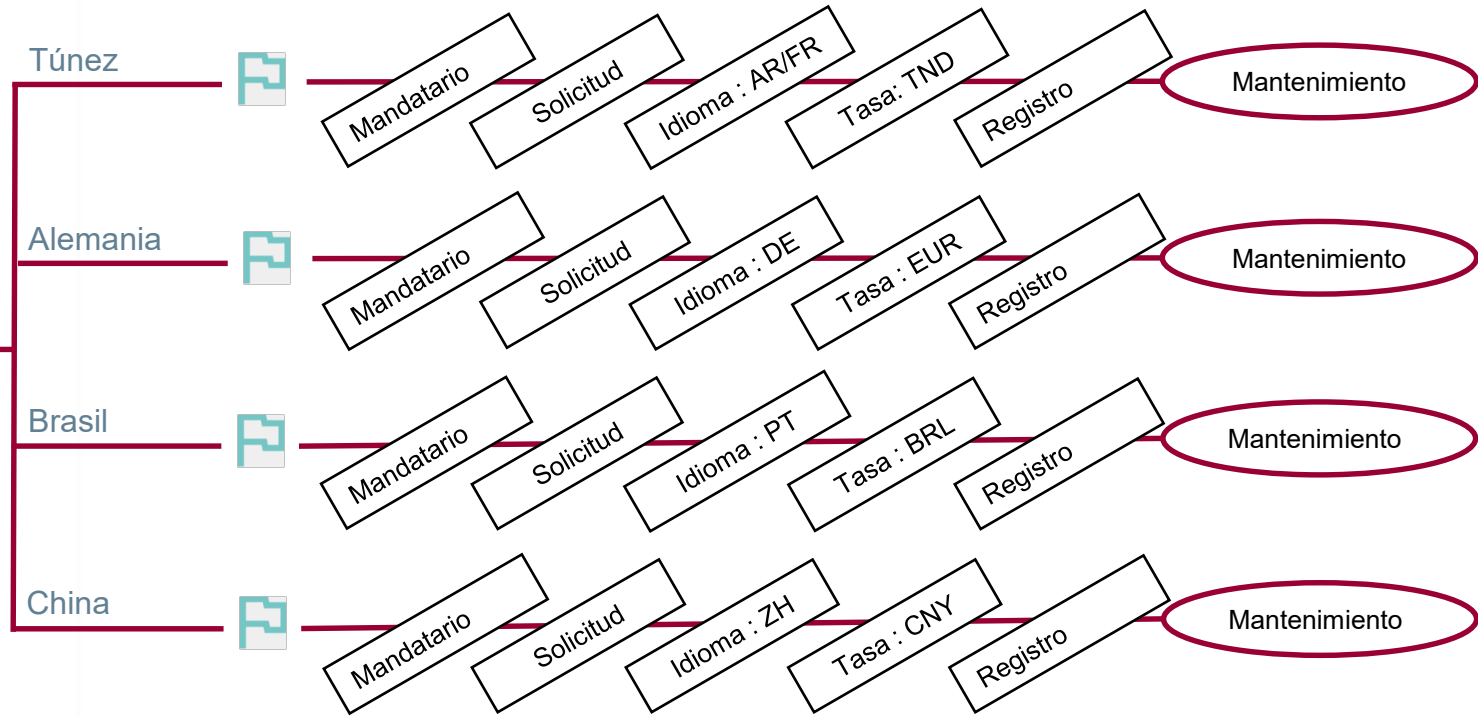 Túnez
Mandatario
Solicitud
Idioma : AR/FR
Tasa: TND
Registro
Mantenimiento
Alemania
Mandatario
Solicitud
Idioma : DE
Tasa : EUR
Registro
Mantenimiento
Brasil
Mandatario
Solicitud
Idioma : PT
Tasa : BRL
Registro
Mantenimiento
China
Mandatario
Solicitud
Idioma : ZH
Tasa : CNY
Registro
Mantenimiento